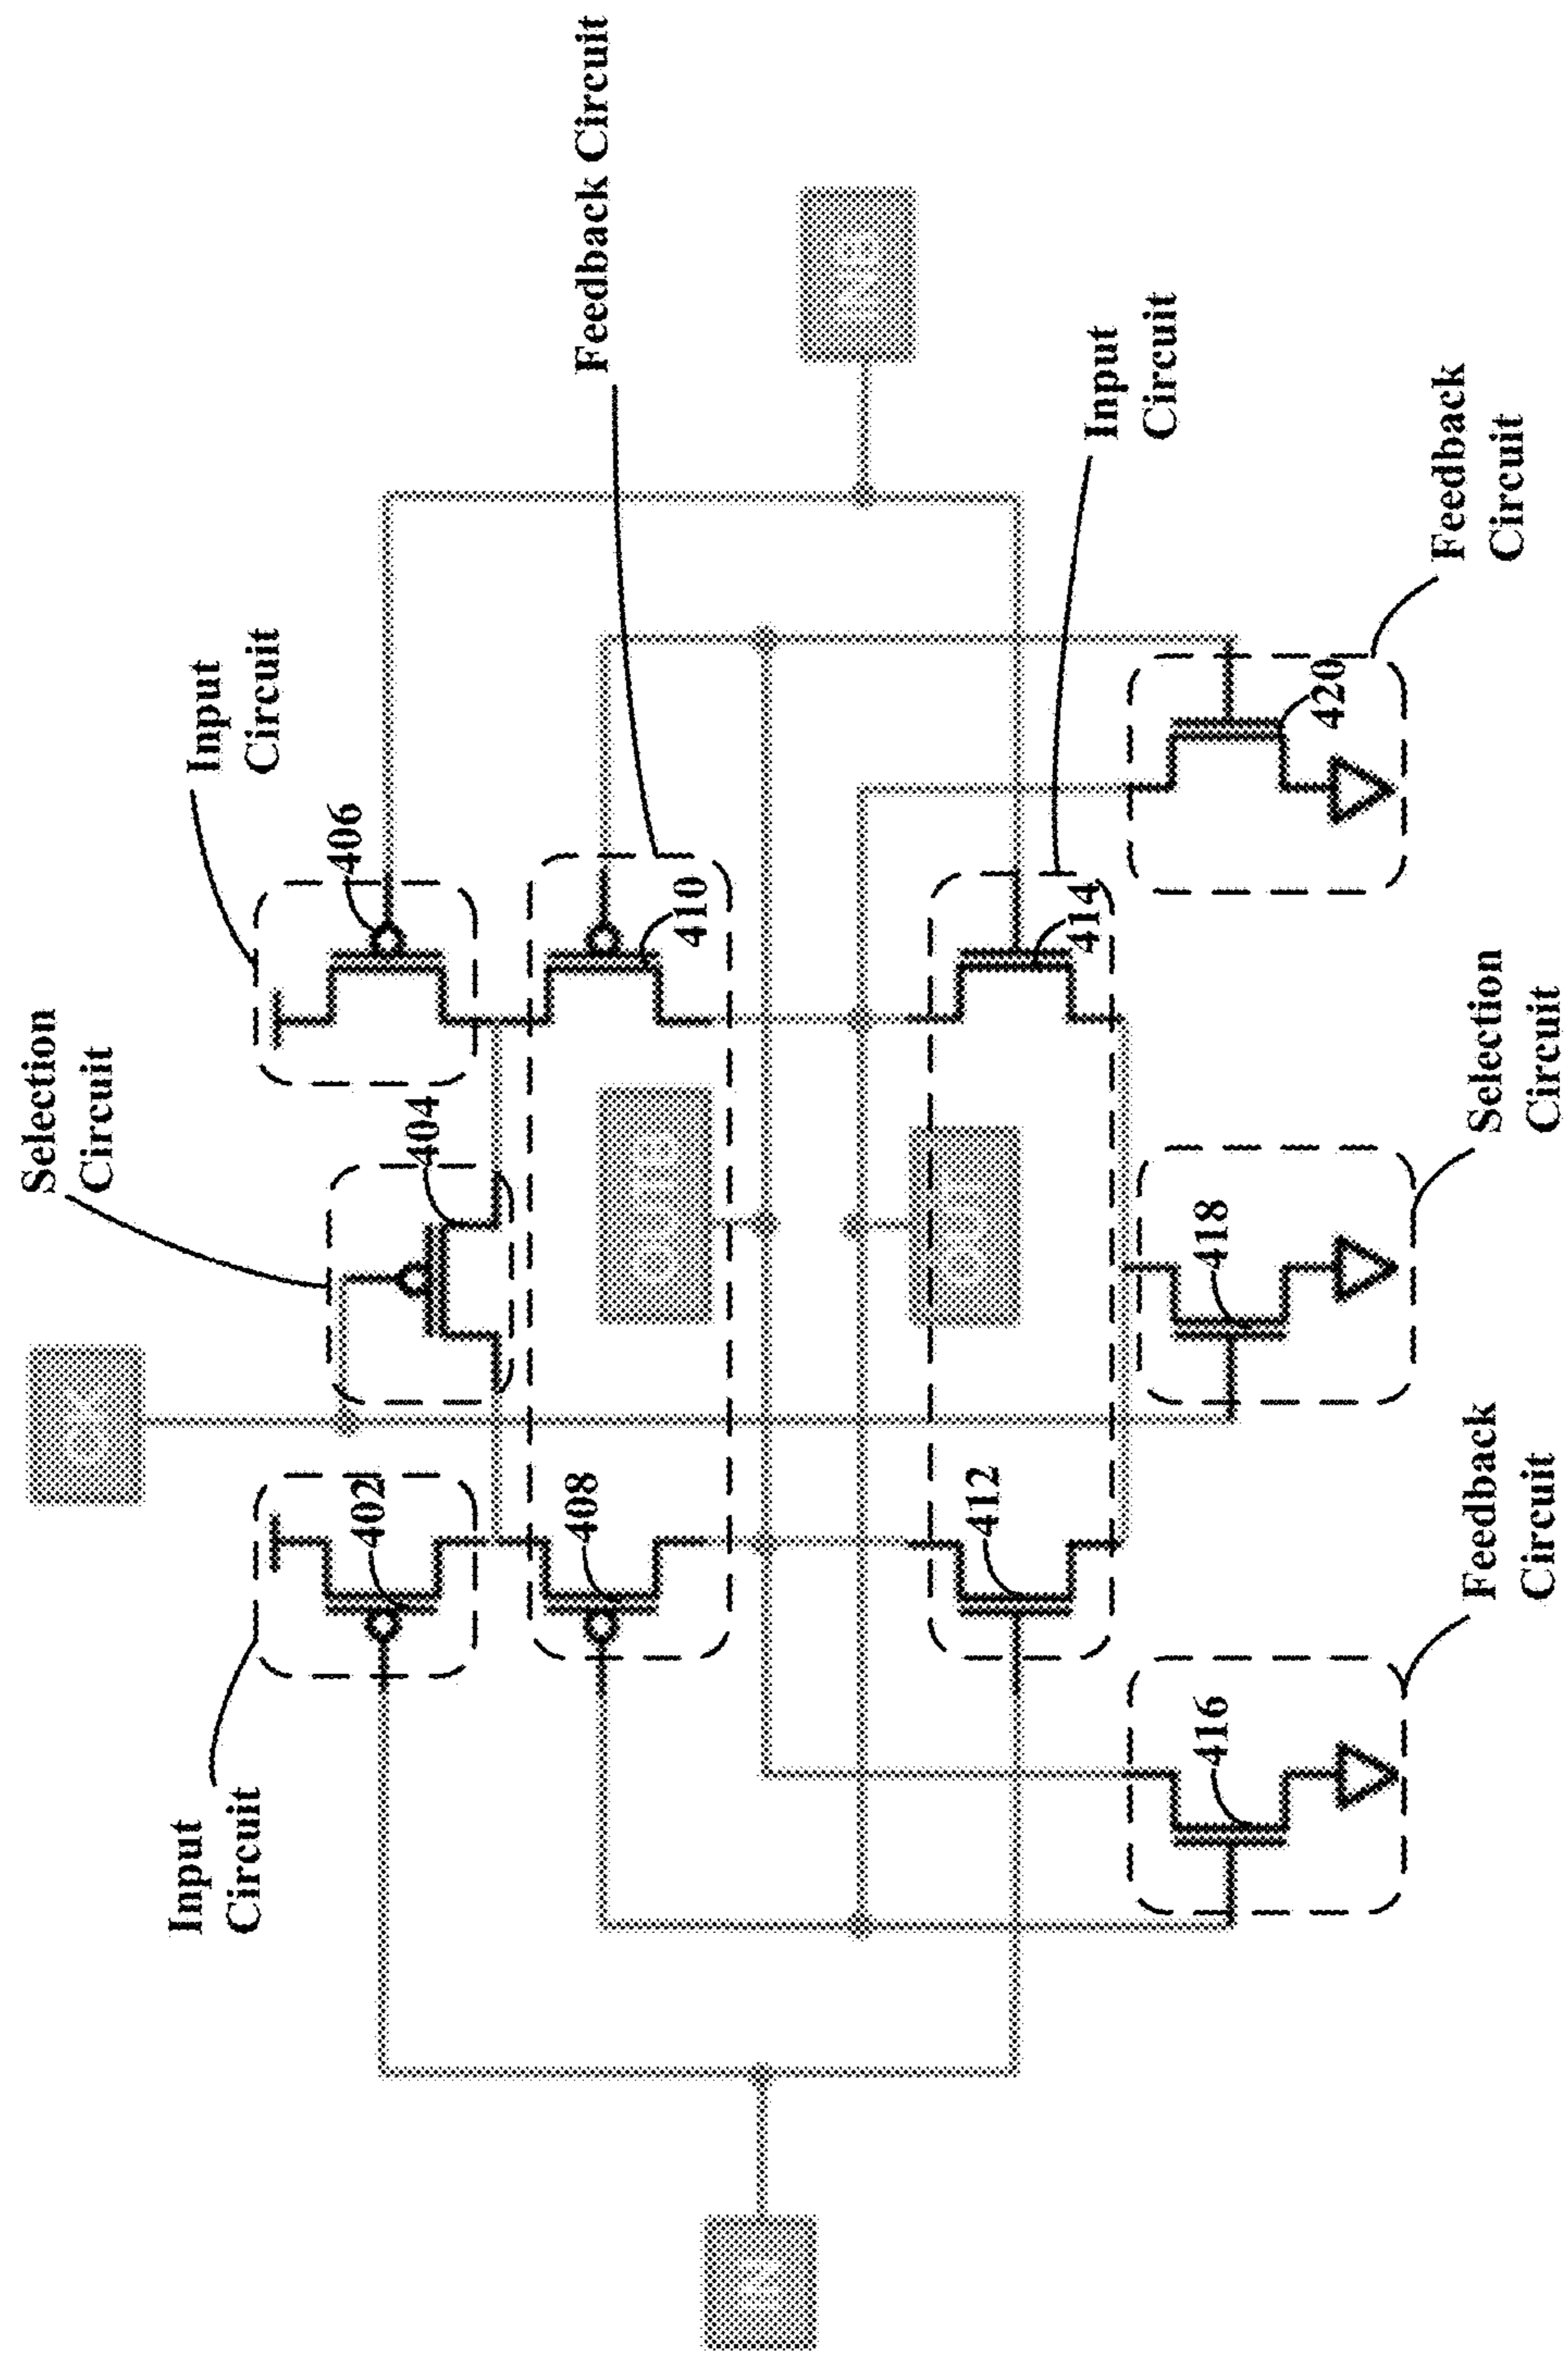 Selection
Circuit
Input
Circuit
Input
Circuit
Feedback Circuit
402
404
406
408
410
412
414
Input
Circuit
416
418
420
Feedback
Circuit
Selection
Circuit
Feedback
Circuit